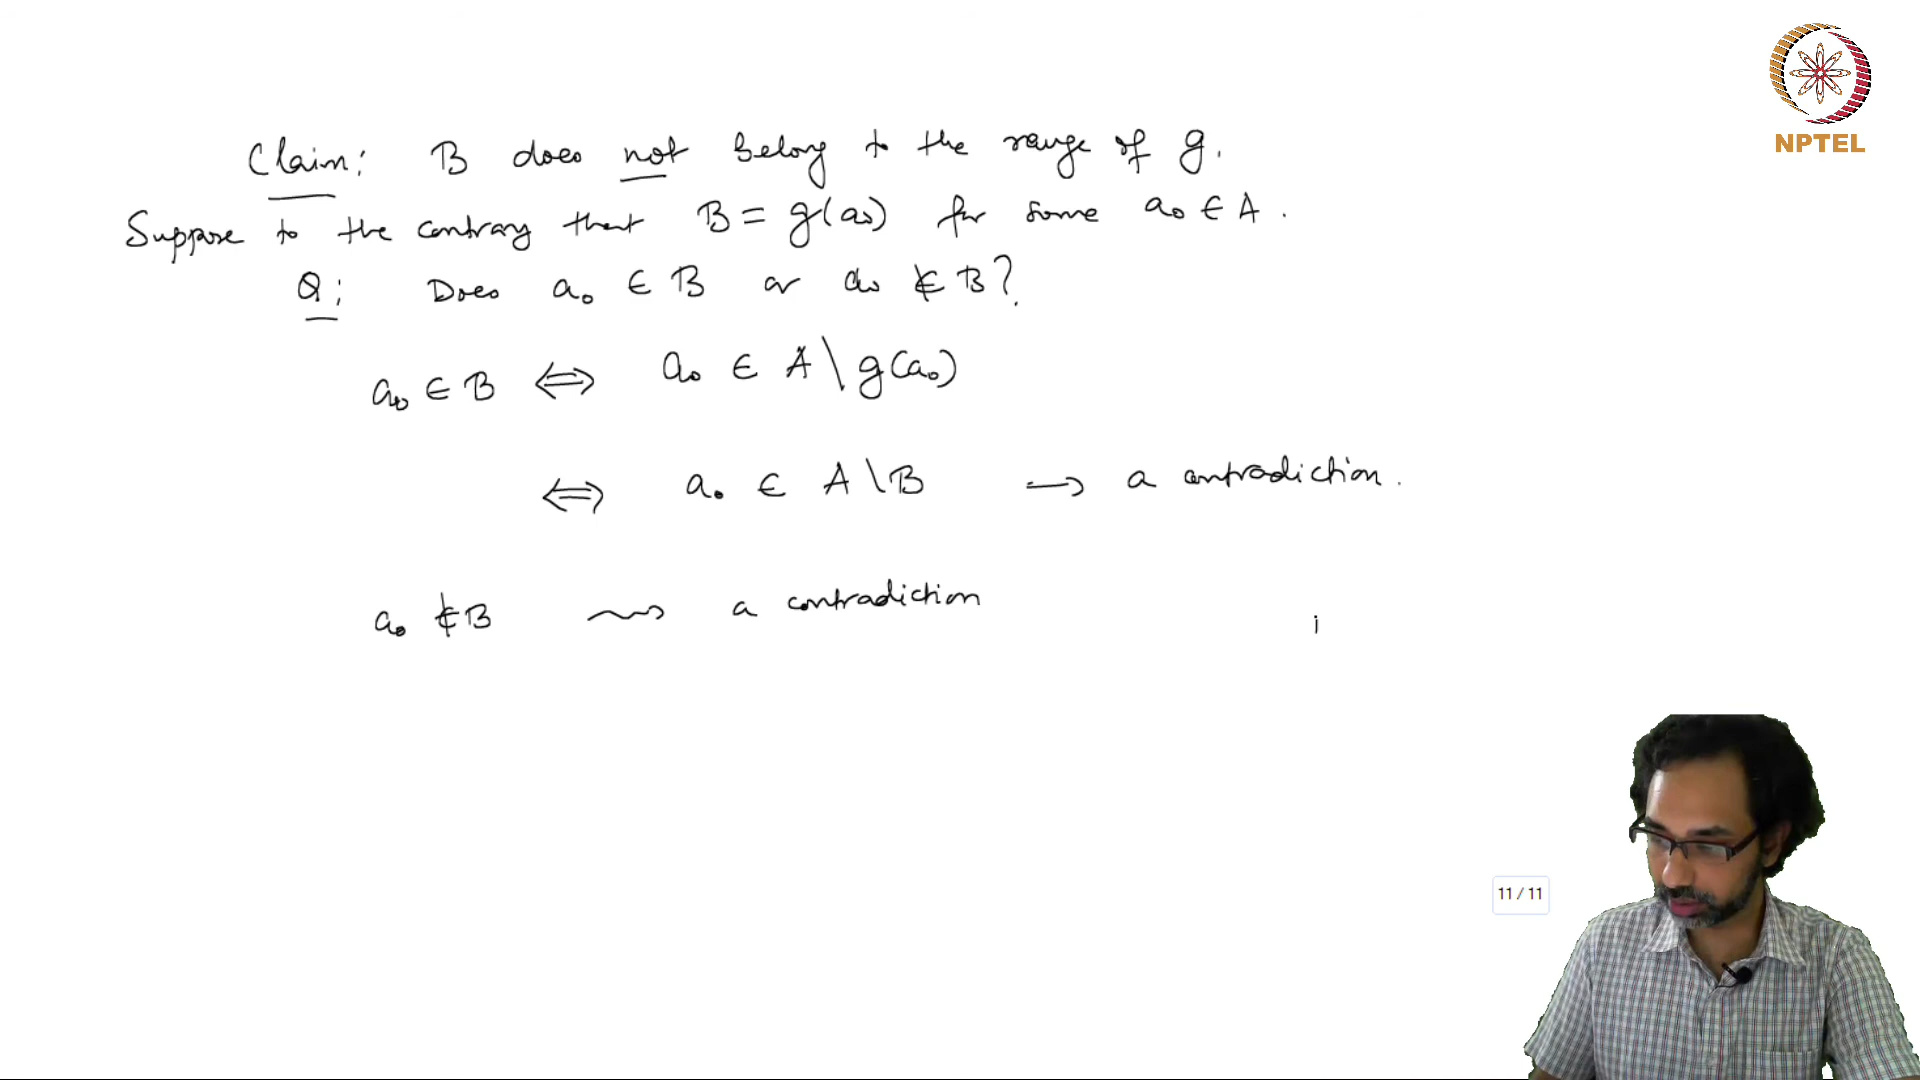 NPTEL
Claim: B does not belong to the range of g.
Suppose to the contrary that B = g(a₀) for some a₀ ∈ A.
Q: Does a₀ ∈ B or a₀ ∉ B?
a₀ ∈ B ⟺ a₀ ∈ A \ g(a₀)
⟺ a₀ ∈ A \ B → a contradiction.
a₀ ∉ B ⇝ a contradiction
11 / 11